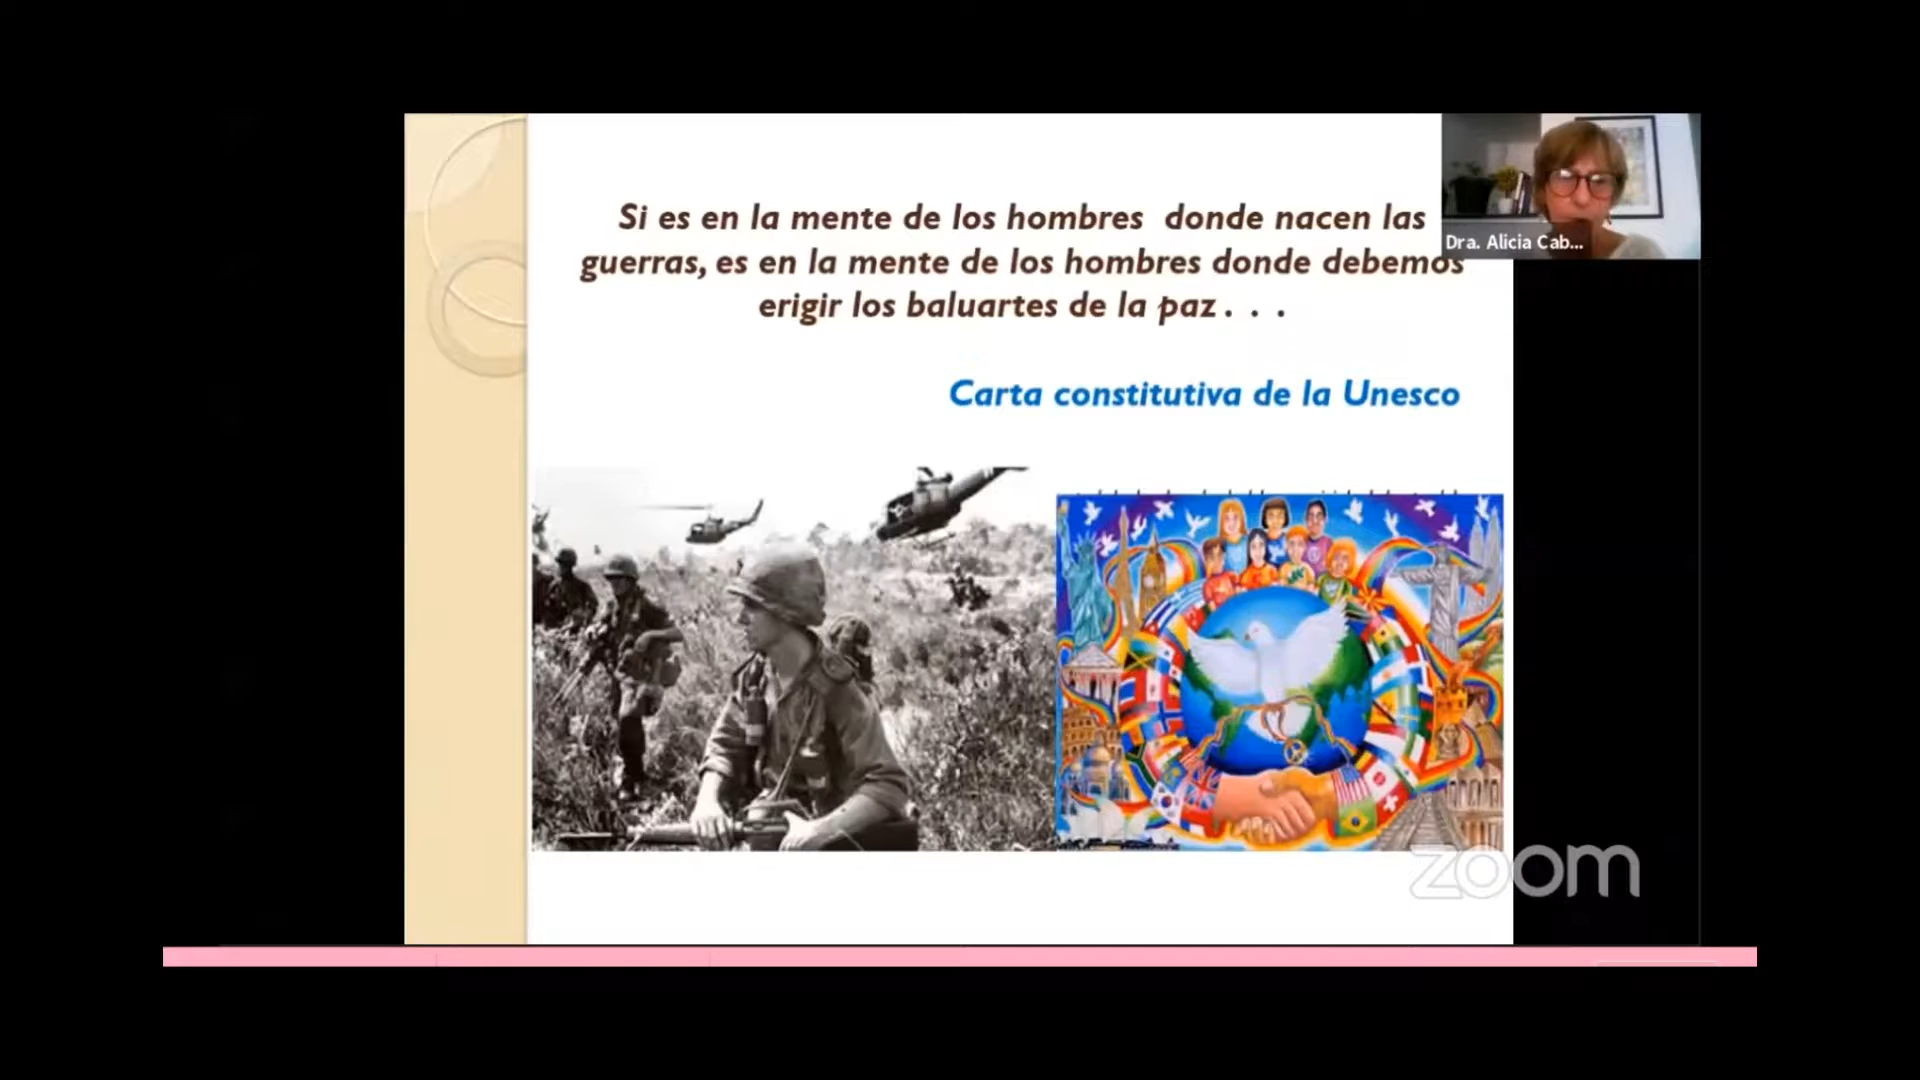 Si es en la mente de los hombres donde nacen las
guerras, es en la mente de los hombres donde debemos
erigir los baluartes de la paz . . .
Carta constitutiva de la Unesco
Dra. Alicia Cab...
zoom